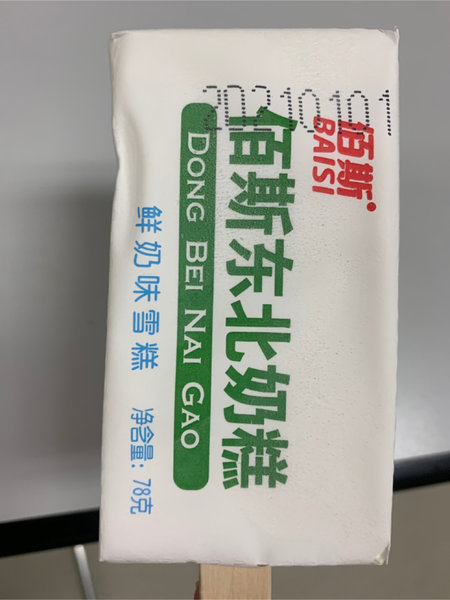 20210101
佰斯
BAISI
佰斯东北奶糕
DONG BEI NAI GAO
鲜奶味雪糕 净含量：78克